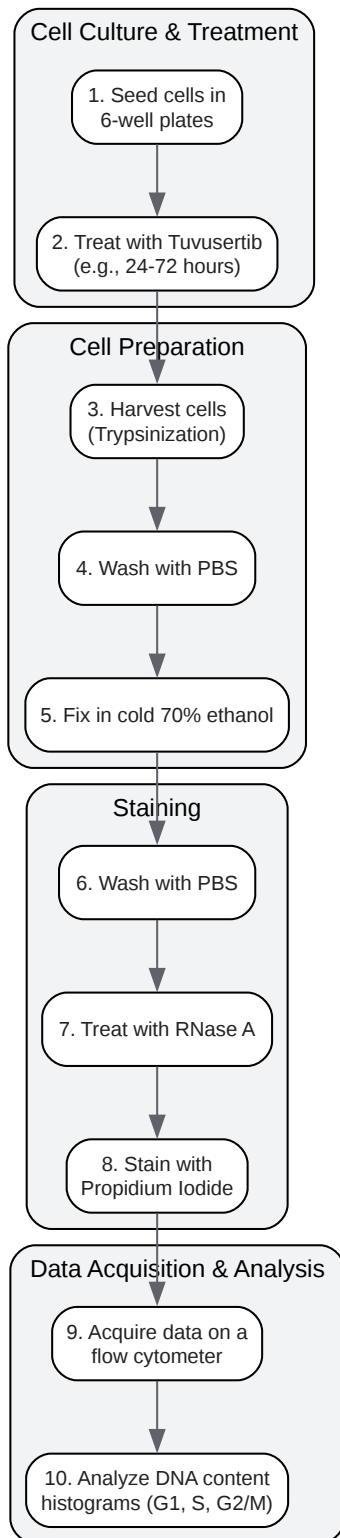 Cell Culture & Treatment
1. Seed cells in
6-well plates
2. Treat with Tuvusertib
(e.g., 24-72 hours)
Cell Preparation
3. Harvest cells
(Trypsinization)
4. Wash with PBS
5. Fix in cold 70% ethanol
Staining
6. Wash with PBS
7. Treat with RNase A
8. Stain with
Propidium Iodide
Data Acquisition & Analysis
9. Acquire data on a
flow cytometer
10. Analyze DNA content
histograms (G1, S, G2/M)